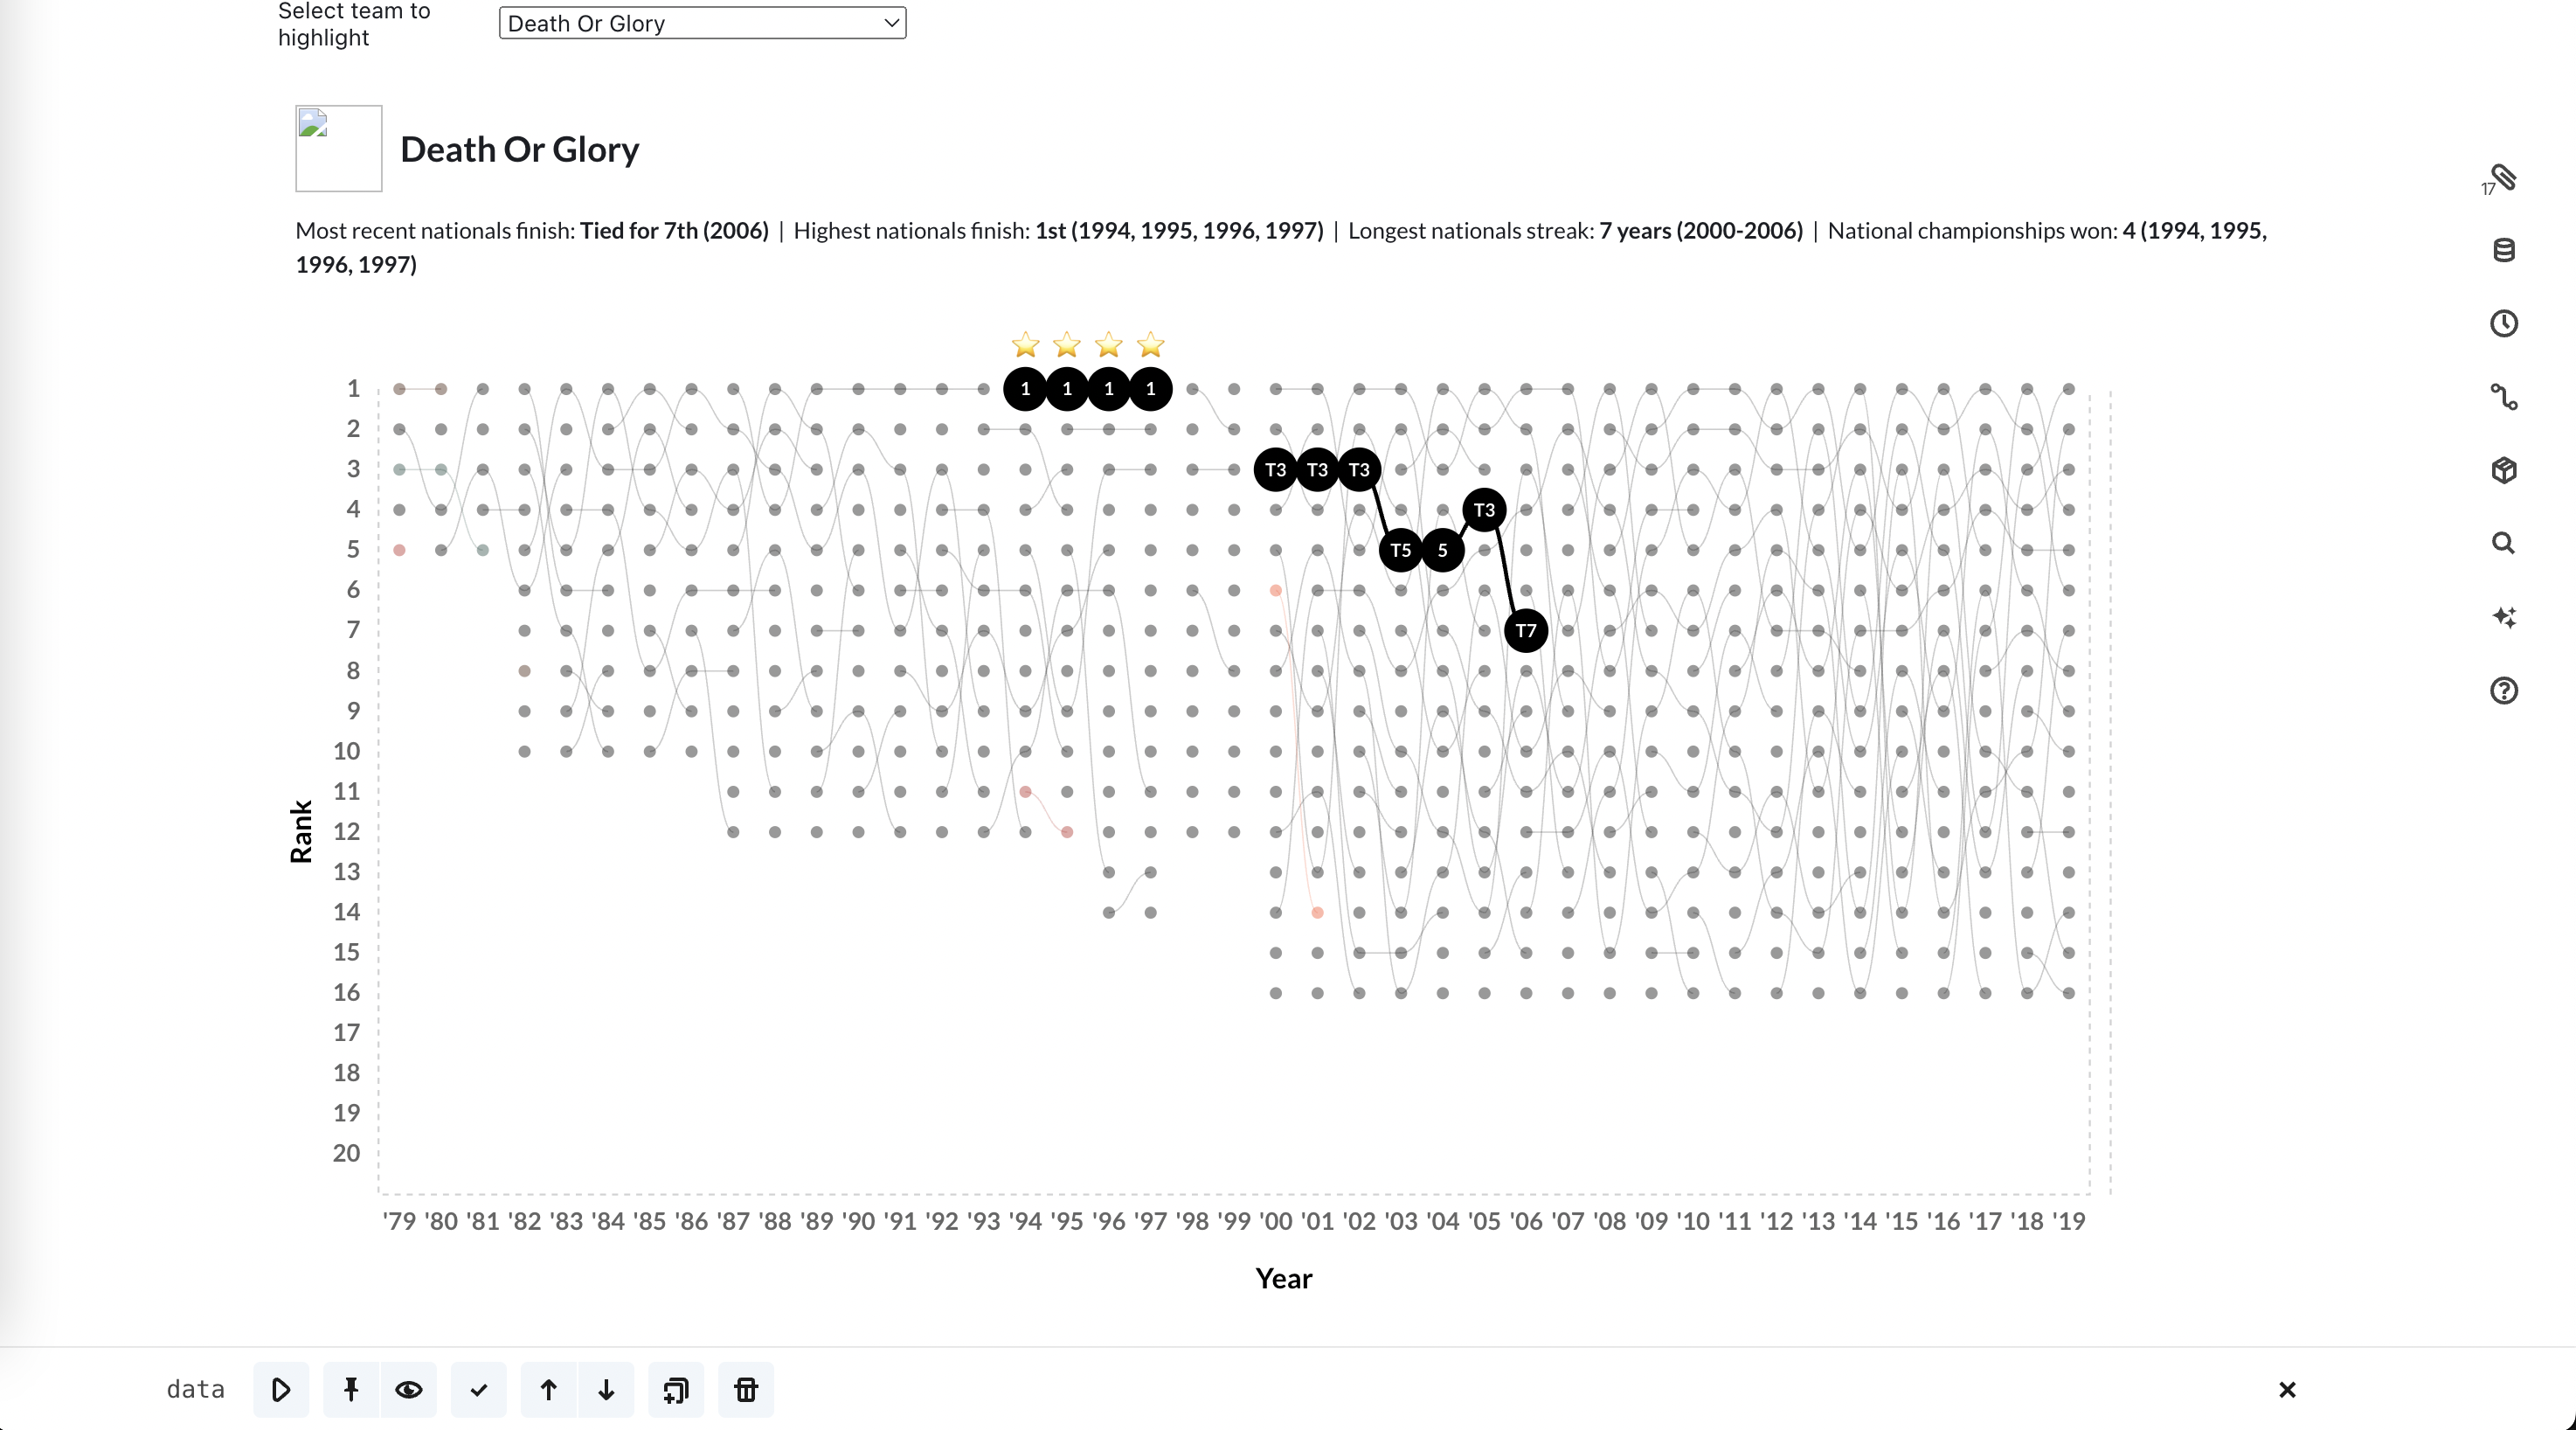 Select team to
highlight
Death Or Glory
Death Or Glory
Most recent nationals finish: Tied for 7th (2006) | Highest nationals finish: 1st (1994, 1995, 1996, 1997) | Longest nationals streak: 7 years (2000-2006) | National championships won: 4 (1994, 1995,
1996, 1997)
17
1
2
3
4
5
6
7
8
9
10
11
12
13
14
15
16
17
18
19
20
Rank
1 1 1 1
T3 T3 T3
T3
T5 5
T7
'79 '80 '81 '82 '83 '84 '85 '86 '87 '88 '89 '90 '91 '92 '93 '94 '95 '96 '97 '98 '99 '00 '01 '02 '03 '04 '05 '06 '07 '08 '09 '10 '11 '12 '13 '14 '15 '16 '17 '18 '19
Year
data